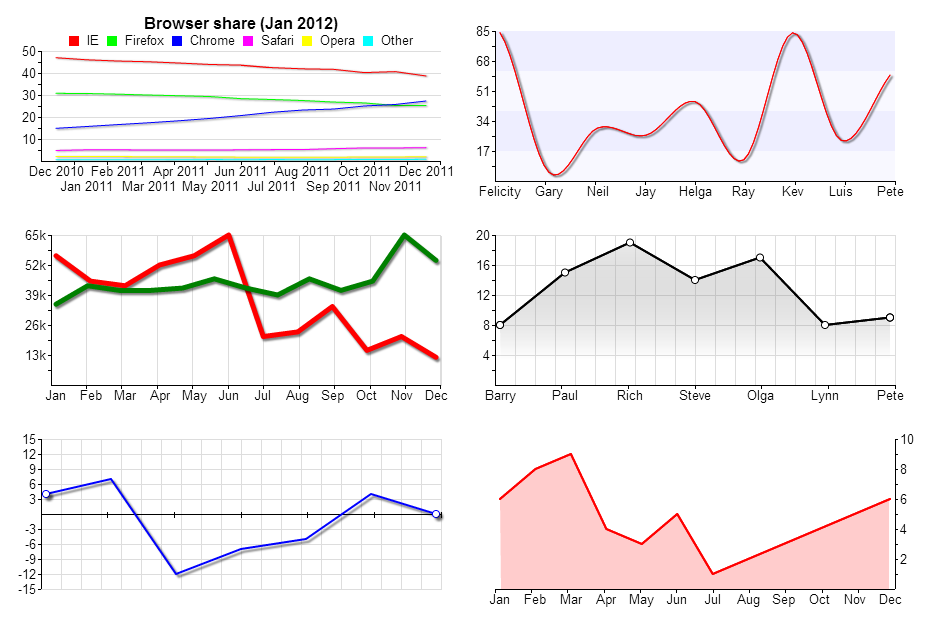 Browser share (Jan 2012)
IE Firefox Chrome Safari Opera Other
50
40
30
20
10
Dec 2010 Feb 2011 Apr 2011 Jun 2011 Aug 2011 Oct 2011 Dec 2011
Jan 2011 Mar 2011 May 2011 Jul 2011 Sep 2011 Nov 2011
85
68
51
34
17
Felicity Gary Neil Jay Helga Ray Kev Luis Pete
65k
52k
39k
26k
13k
Jan Feb Mar Apr May Jun Jul Aug Sep Oct Nov Dec
20
16
12
8
4
Barry Paul Rich Steve Olga Lynn Pete
15
12
9
6
3
-3
-6
-9
-12
-15
10
8
6
4
2
Jan Feb Mar Apr May Jun Jul Aug Sep Oct Nov Dec